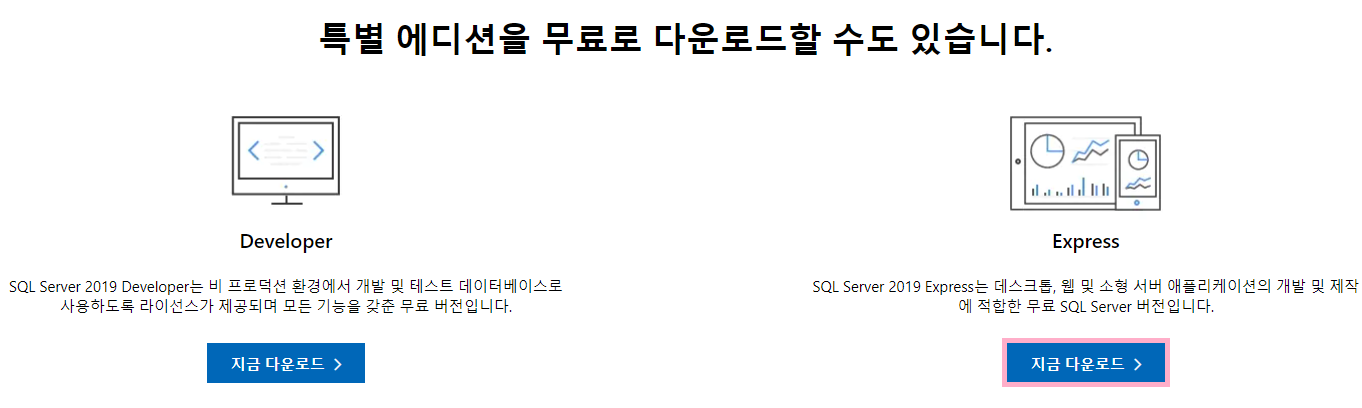 특별 에디션을 무료로 다운로드할 수도 있습니다.
Developer
SQL Server 2019 Developer는 비 프로덕션 환경에서 개발 및 테스트 데이터베이스로
사용하도록 라이선스가 제공되며 모든 기능을 갖춘 무료 버전입니다.
지금 다운로드 >
Express
SQL Server 2019 Express는 데스크톱, 웹 및 소형 서버 애플리케이션의 개발 및 제작
에 적합한 무료 SQL Server 버전입니다.
지금 다운로드 >